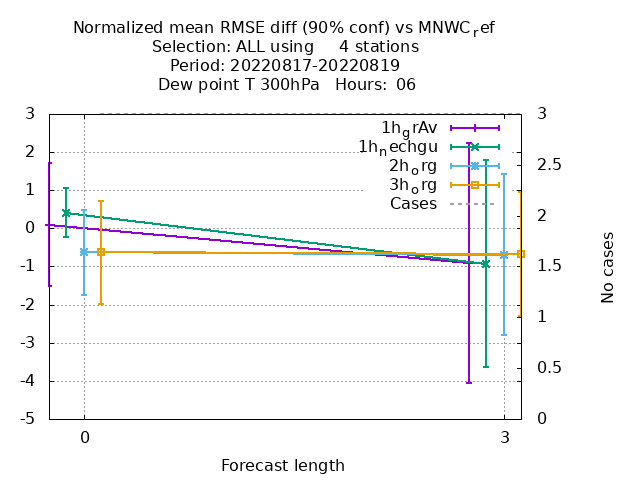 Normalized mean RMSE diff (90% conf) vs MNWC_ref
Selection: ALL using     4 stations
Period: 20220817-20220819
Dew point T 300hPa   Hours:  06
3 3
1h_grAv
1h_nechgu
2 2.5
2h_org
1 3h_org
Cases 2
0
-1 1.5
-2
1
-3
-4 0.5
-5 0
No cases
0 3
Forecast length